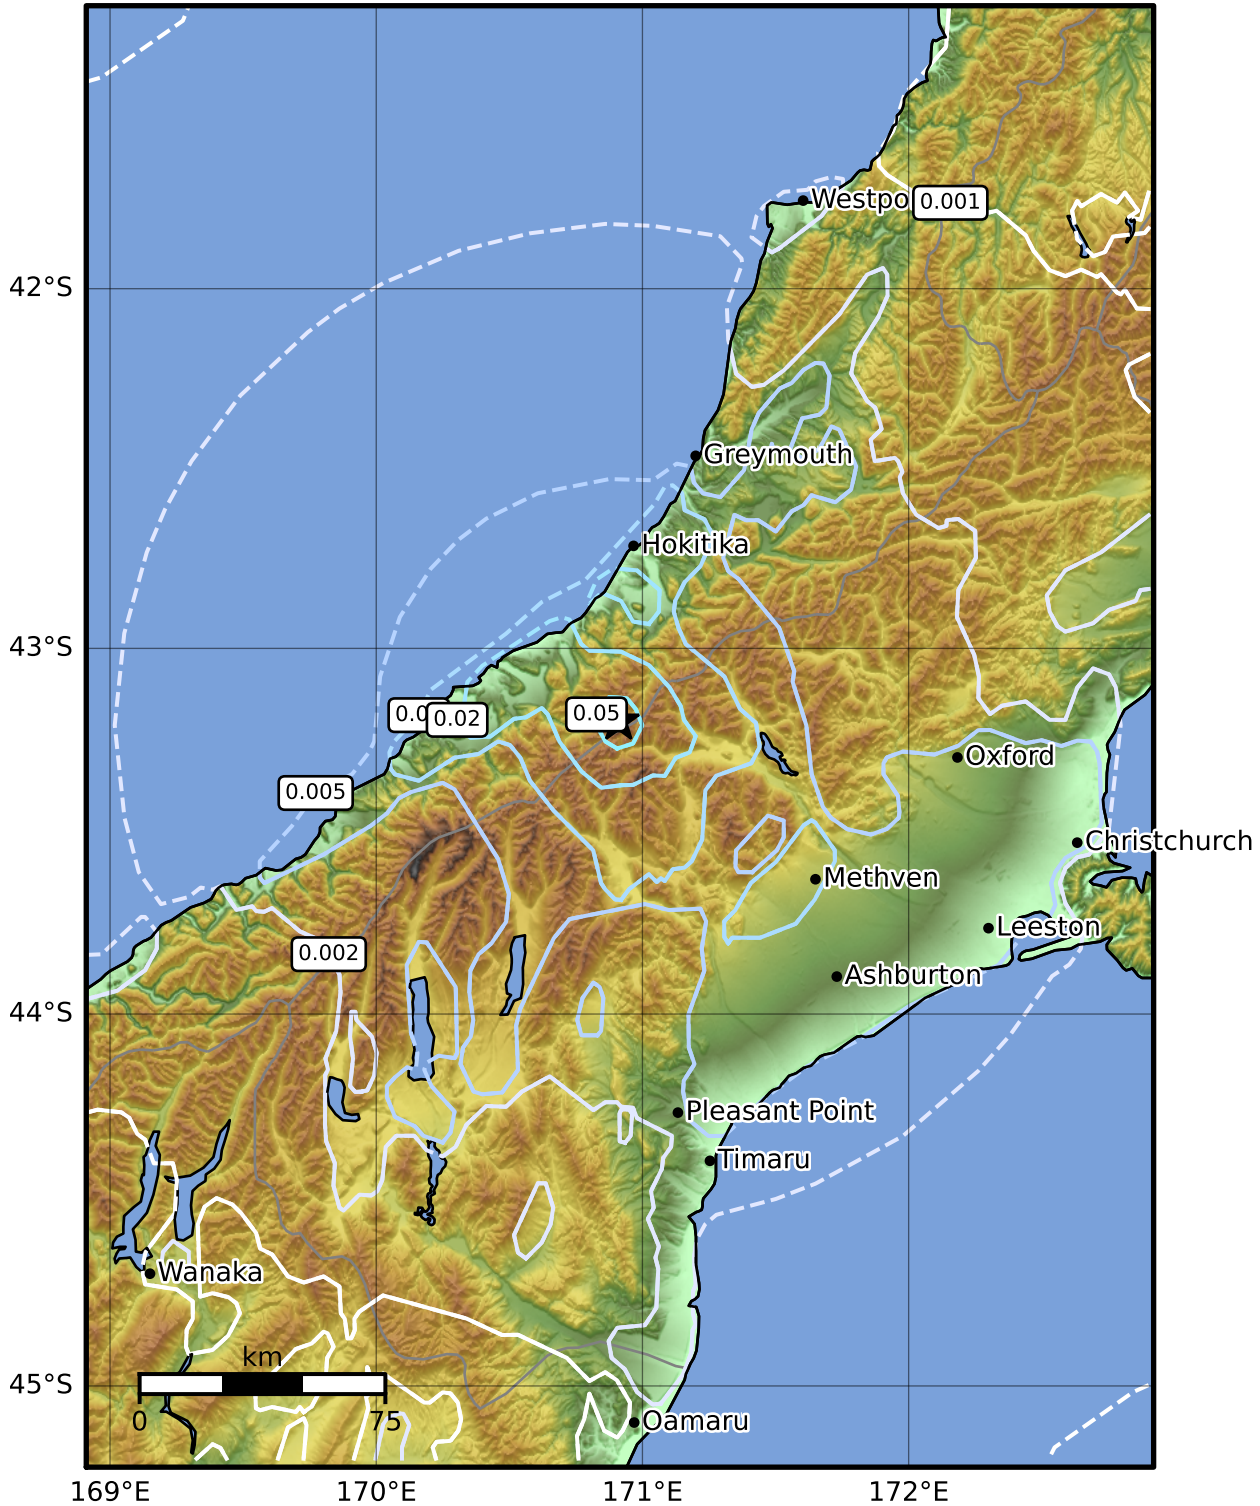 Westpo
0.001
42°S
Greymouth
Hokitika
43°S
0.0
0.02
0.05
Oxford
0.005
Christchurch
Methven
Leeston
0.002
Ashburton
44°S
Pleasant Point
Timaru
Wanaka
km
0
75
45°S
Oamaru
169°E
170°E
171°E
172°E